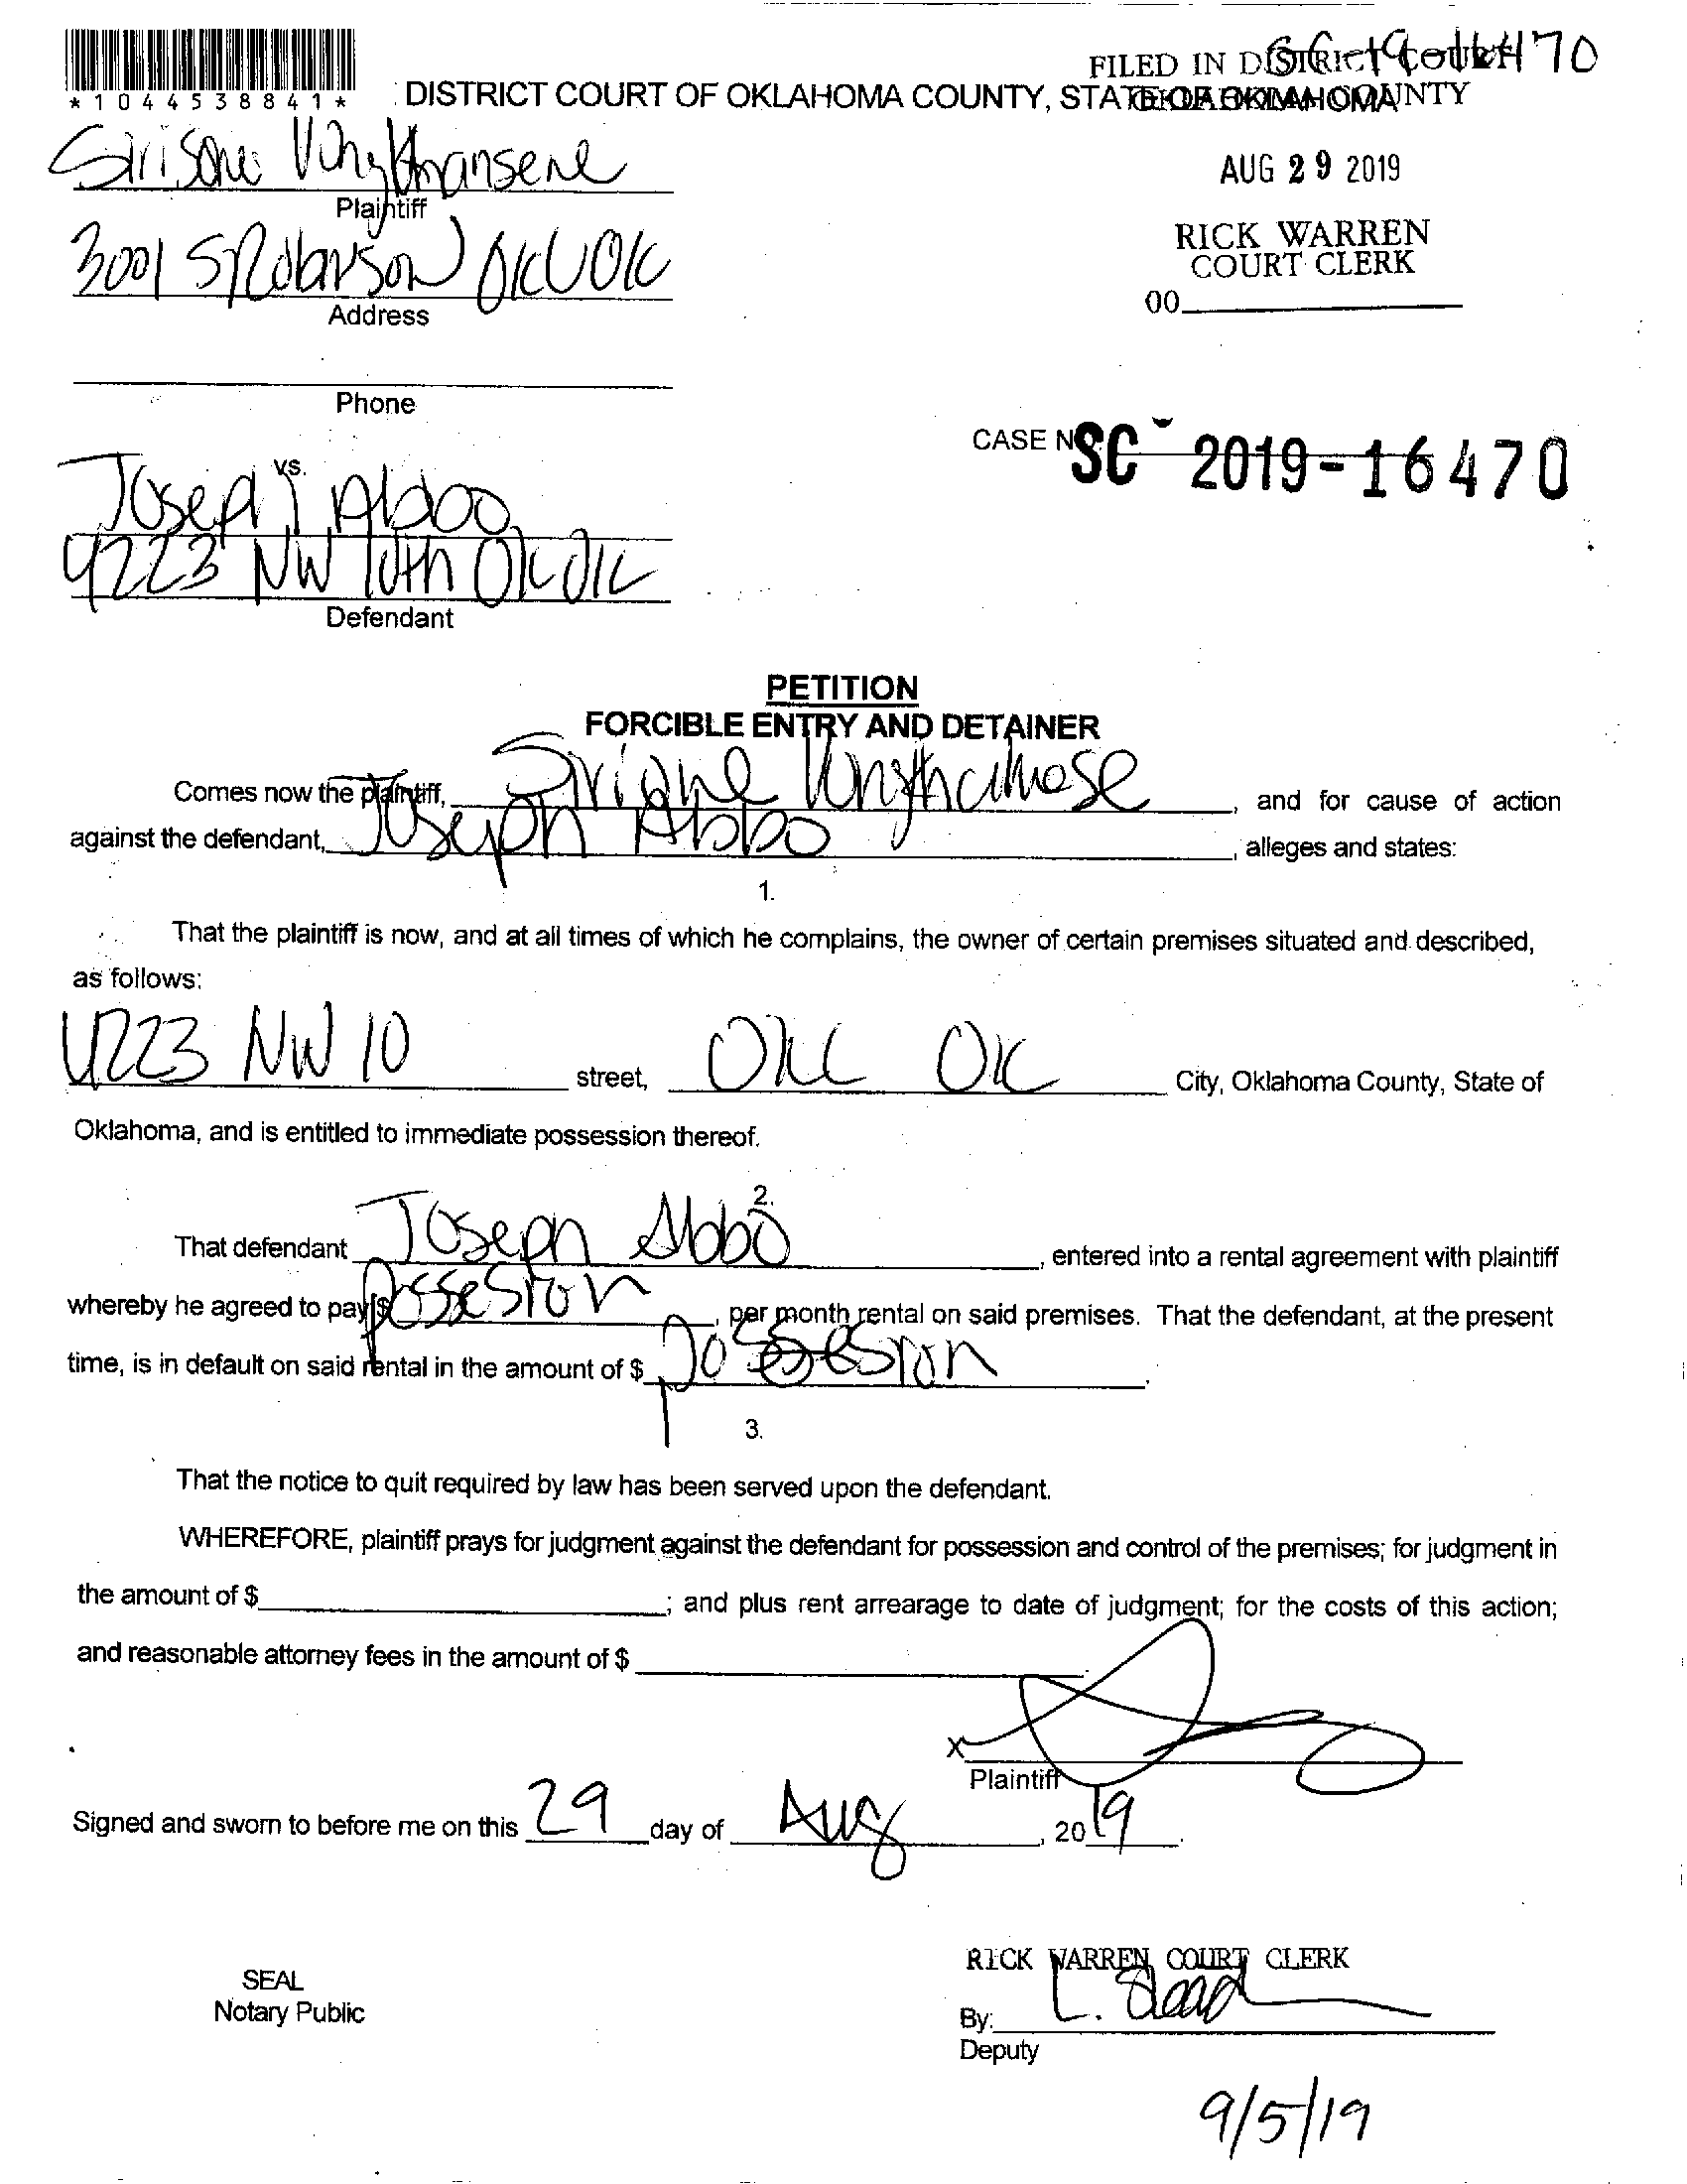 *1044538841*
FILED IN DISTRICT COURT
DISTRICT COURT OF OKLAHOMA COUNTY, STATE OF OKLAHOMA
OKLAHOMA COUNTY
AUG 29 2019
RICK WARREN
COURT CLERK
00
Plaintiff
3001 S Robinson OKC OK
Address
Phone
CASE NO.
SC - 2019-16470
vs.
Joseph Abbo
4223 NW 10th OKC OK
Defendant
PETITION
FORCIBLE ENTRY AND DETAINER
Comes now the plaintiff, , and for cause of action
against the defendant, Joseph Abbo , alleges and states:
1.
That the plaintiff is now, and at all times of which he complains, the owner of certain premises situated and described,
as follows:
4223 NW 10 street, OKC OK City, Oklahoma County, State of
Oklahoma, and is entitled to immediate possession thereof.
2.
That defendant Joseph Abbo , entered into a rental agreement with plaintiff
whereby he agreed to pay $ possesion , per month rental on said premises. That the defendant, at the present
time, is in default on said rental in the amount of $ possesion .
3.
That the notice to quit required by law has been served upon the defendant.
WHEREFORE, plaintiff prays for judgment against the defendant for possession and control of the premises; for judgment in
the amount of $ ; and plus rent arrearage to date of judgment; for the costs of this action;
and reasonable attorney fees in the amount of $ .
X
Plaintiff
Signed and sworn to before me on this 29 day of Aug , 2019.
RICK WARREN, COURT CLERK
SEAL
Notary Public
By:
Deputy
9/5/19